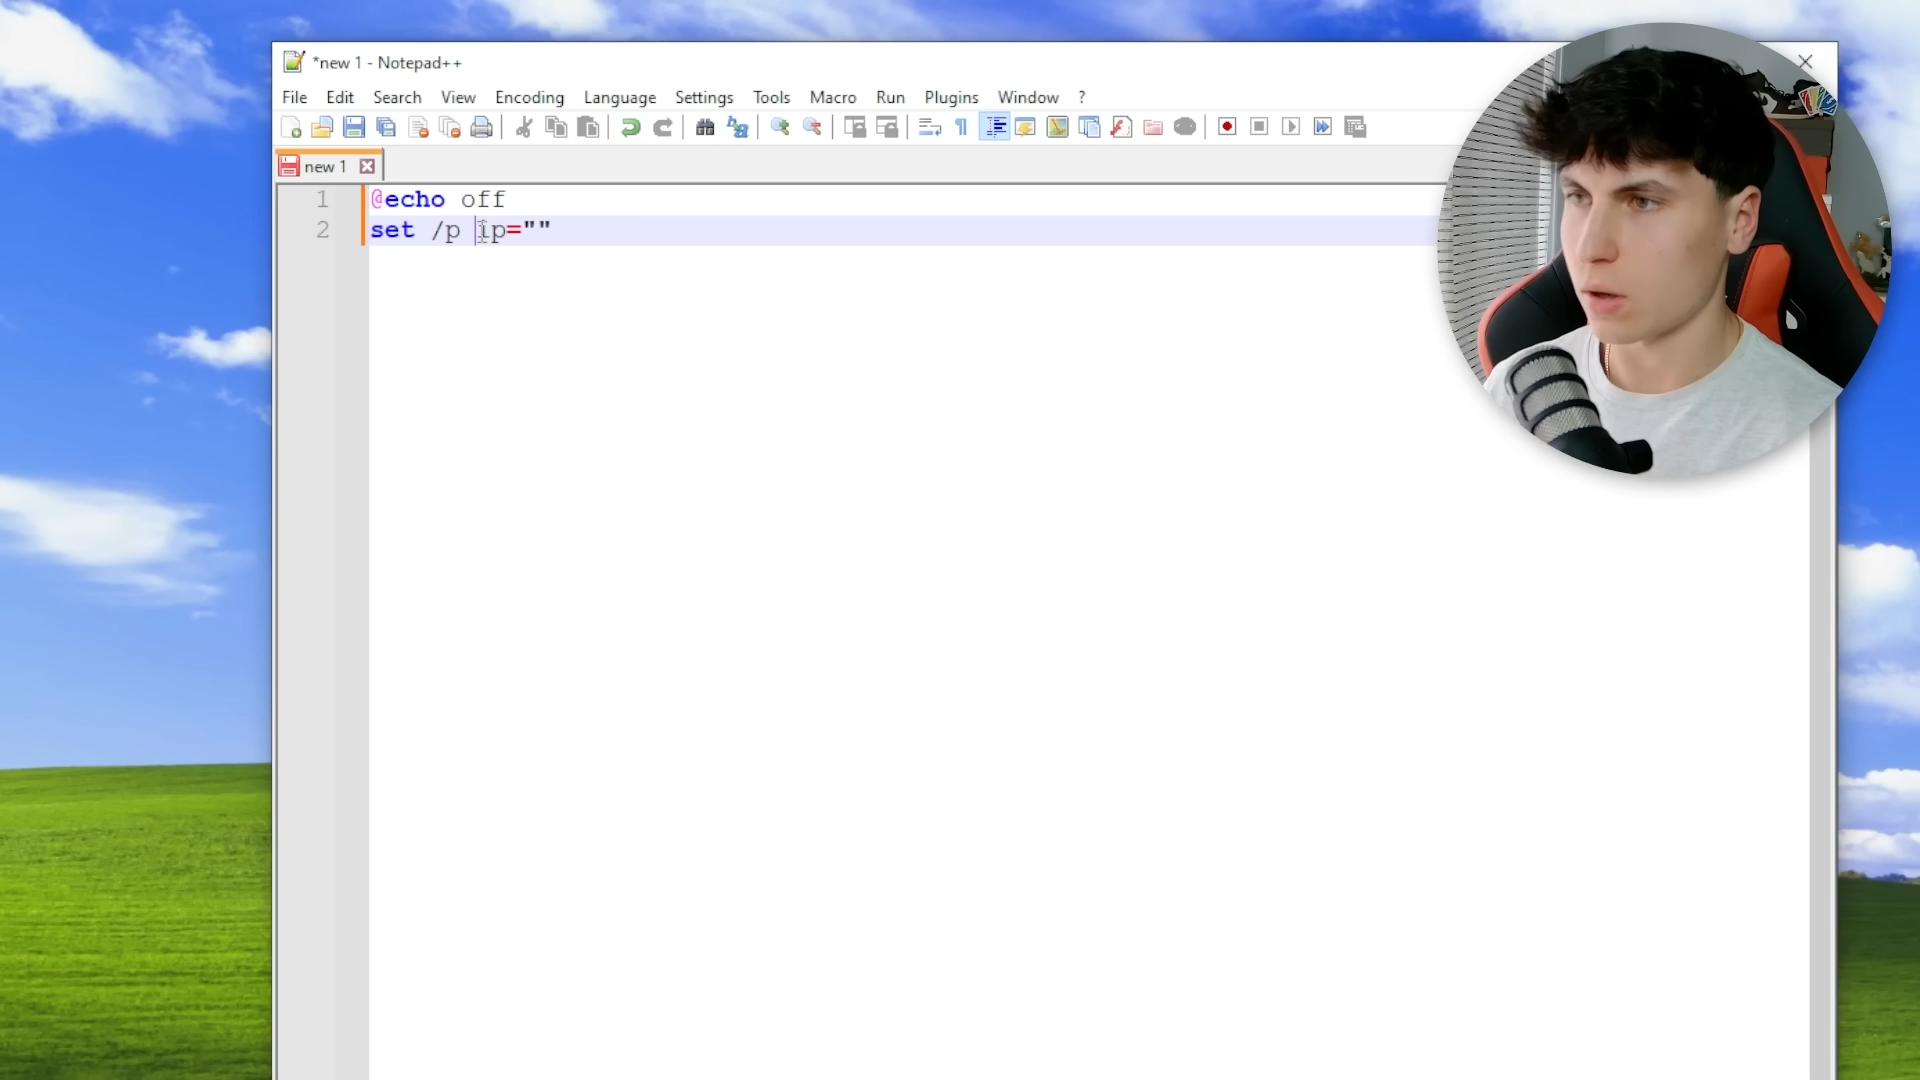 *new 1 - Notepad++
File Edit Search View Encoding Language Settings Tools Macro Run Plugins Window ?
new 1
1 @echo off
2 set /p ip=""